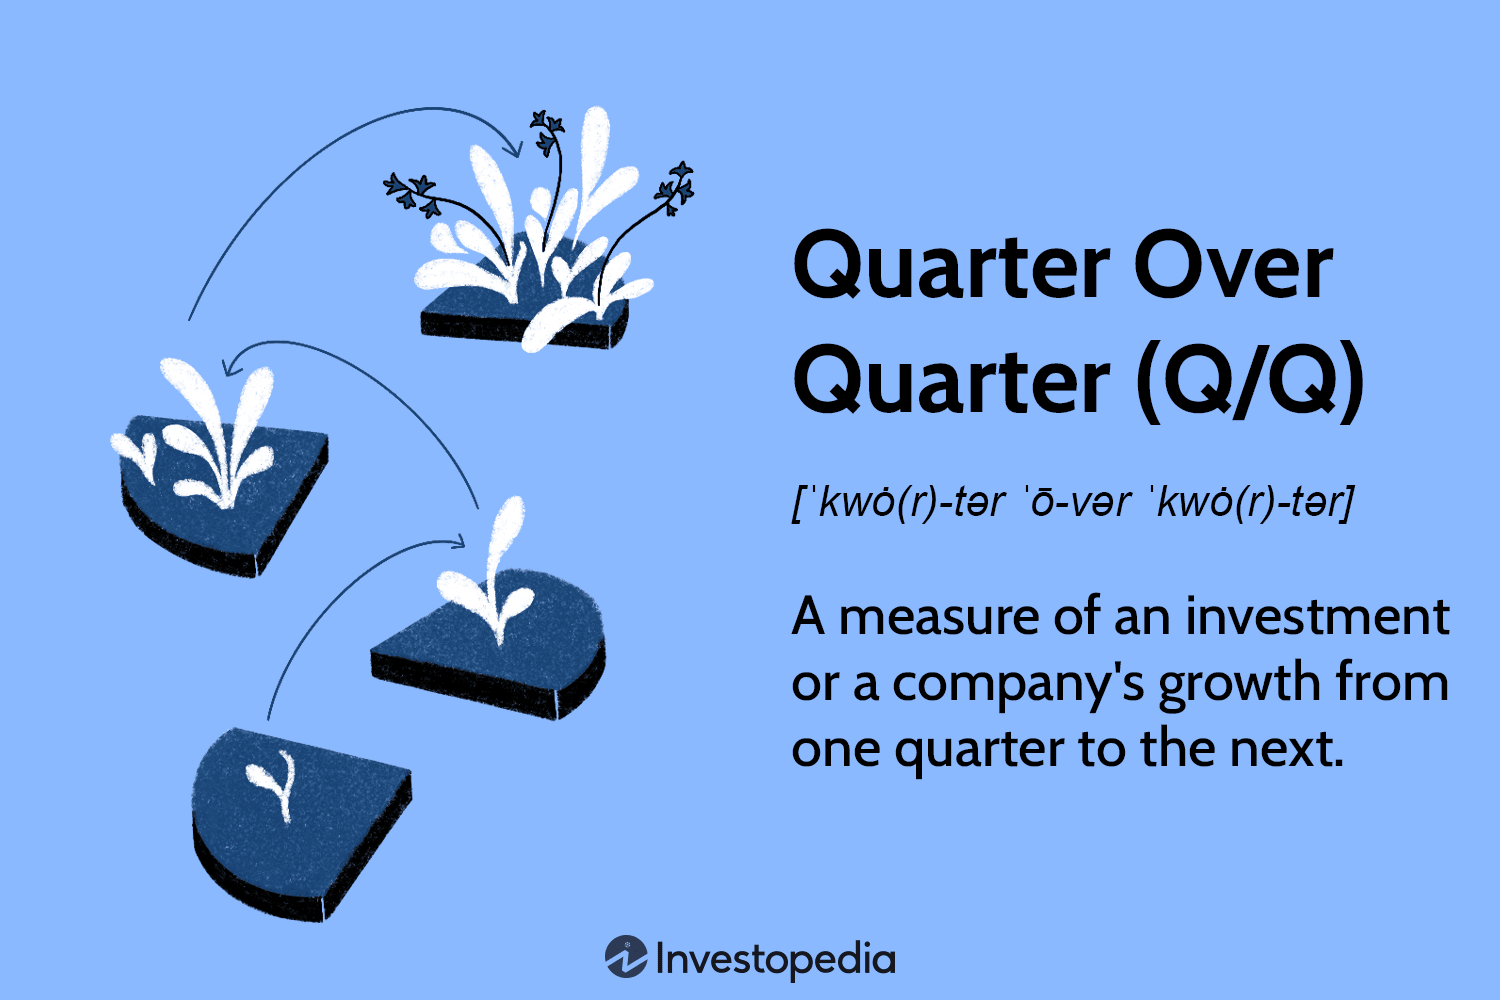 Quarter Over
Quarter (Q/Q)
[ˈkwȯ(r)-tər ˈō-vər ˈkwȯ(r)-tər]
A measure of an investment
or a company's growth from
one quarter to the next.
Investopedia